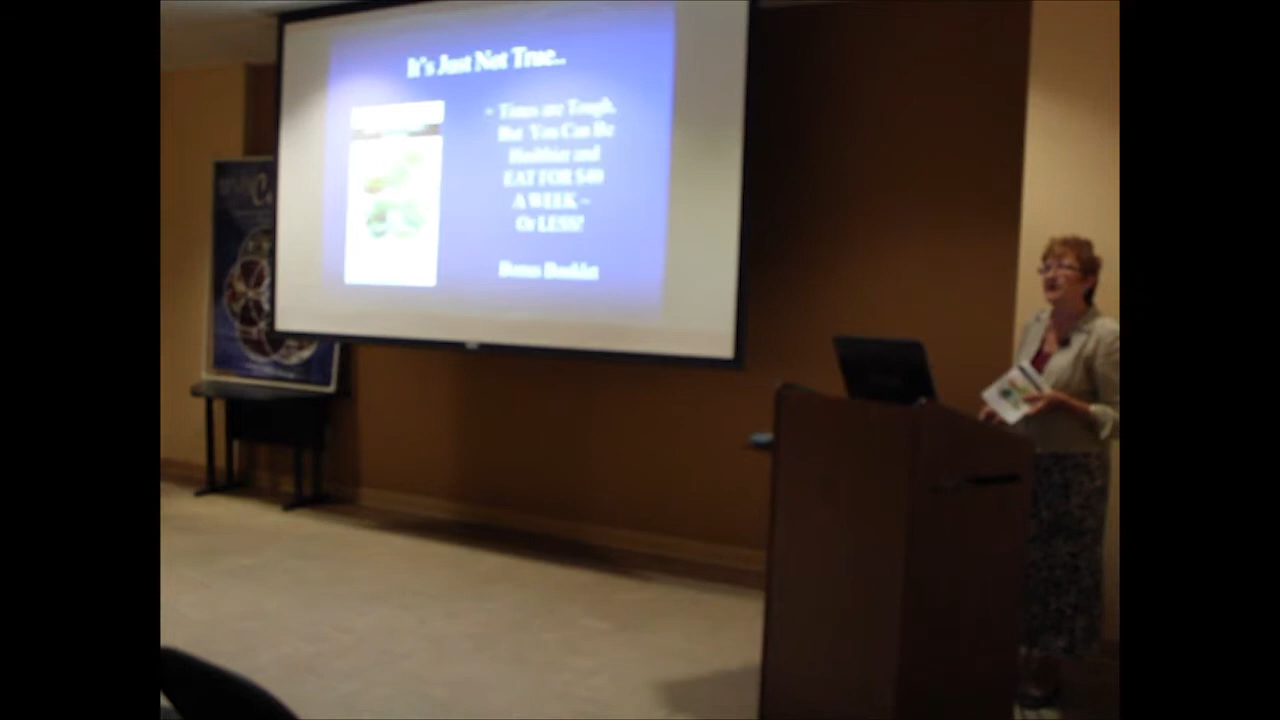 It's Just Not True..
- Times are Tough,
But You Can Be
Healthier and
EAT FOR $40
A WEEK –
Or LESS!
Bonus Booklet